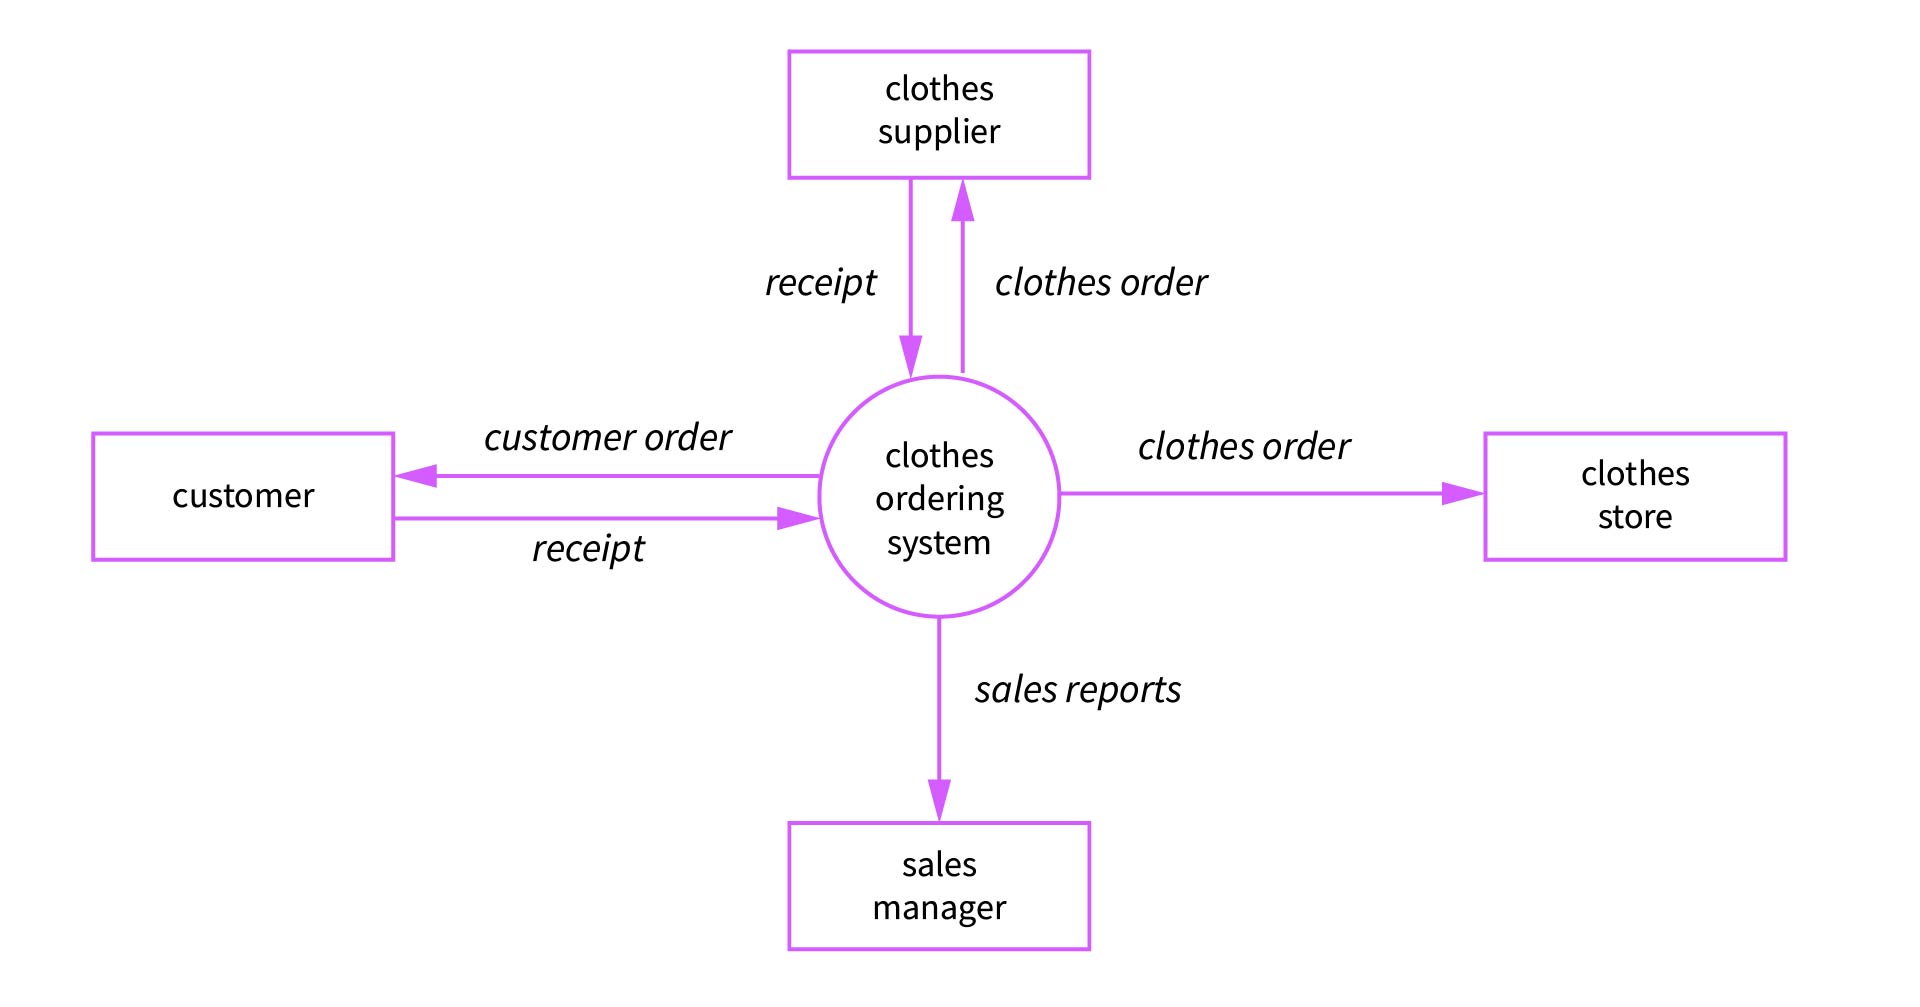 clothes
supplier
receipt
clothes order
customer order
clothes order
customer
clothes
ordering
system
clothes
store
receipt
sales reports
sales
manager